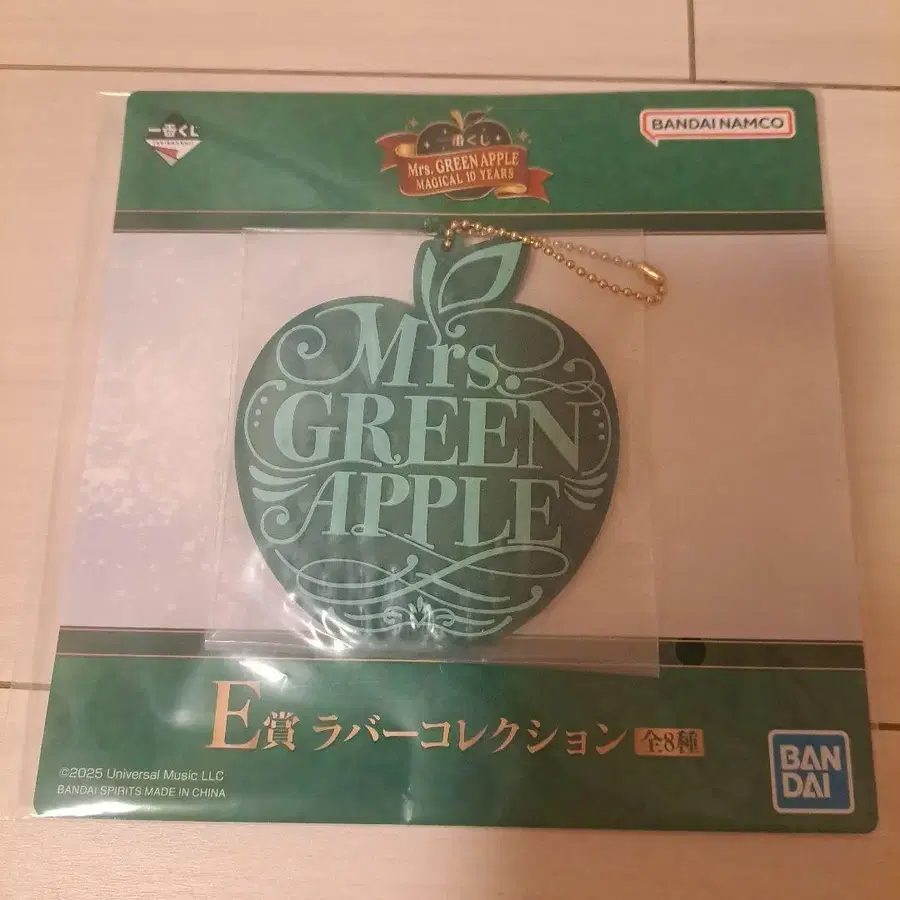 一番くじ
BANDAI NAMCO
一番くじ
Mrs. GREEN APPLE
MAGICAL 10 YEARS
Mrs.
GREEN
APPLE
E賞 ラバーコレクション 全8種
©2025 Universal Music LLC
BANDAI SPIRITS MADE IN CHINA
BAN
DAI